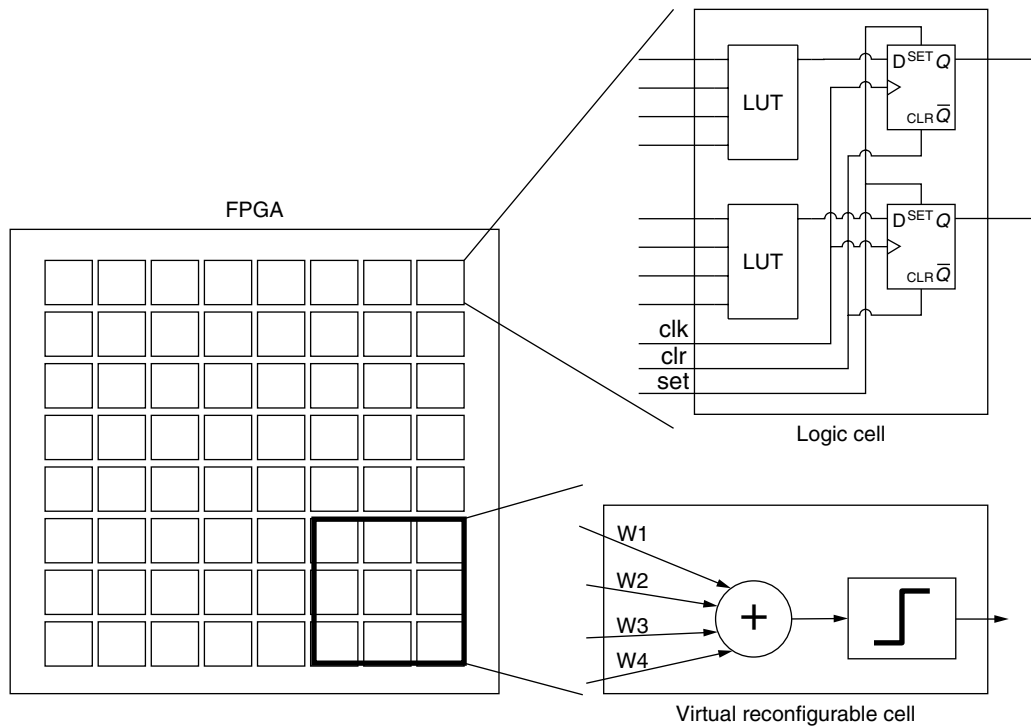 FPGA
LUT
D SET Q
CLR Q̅
LUT
D SET Q
CLR Q̅
clk
clr
set
Logic cell
W1
W2
W3
W4
+
Virtual reconfigurable cell